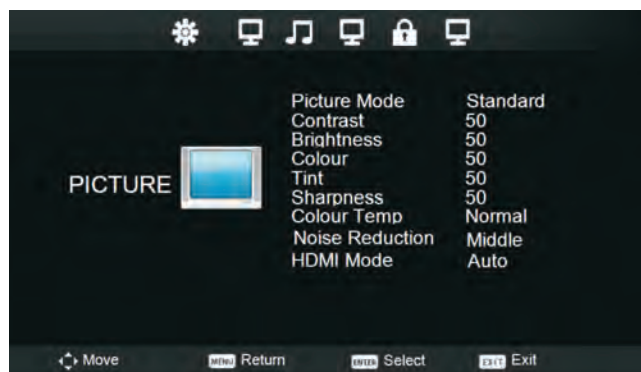 Picture Mode Standard
Contrast 50
Brightness 50
Colour 50
Tint 50
PICTURE
Sharpness 50
Colour Temp Normal
Noise Reduction Middle
HDMI Mode Auto
Move MENU Return ENTER Select EXIT Exit